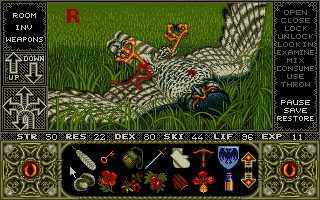 ROOM
INV
WEAPONS
UP
DOWN
R
OPEN
CLOSE
LOCK
UNLOCK
LOOK IN
EXAMINE
MIX
CONSUME
USE
THROW
PAUSE
SAVE
RESTORE
STR 30 RES 22 DEX 80 SKI 44 LIF 36 EXP 11